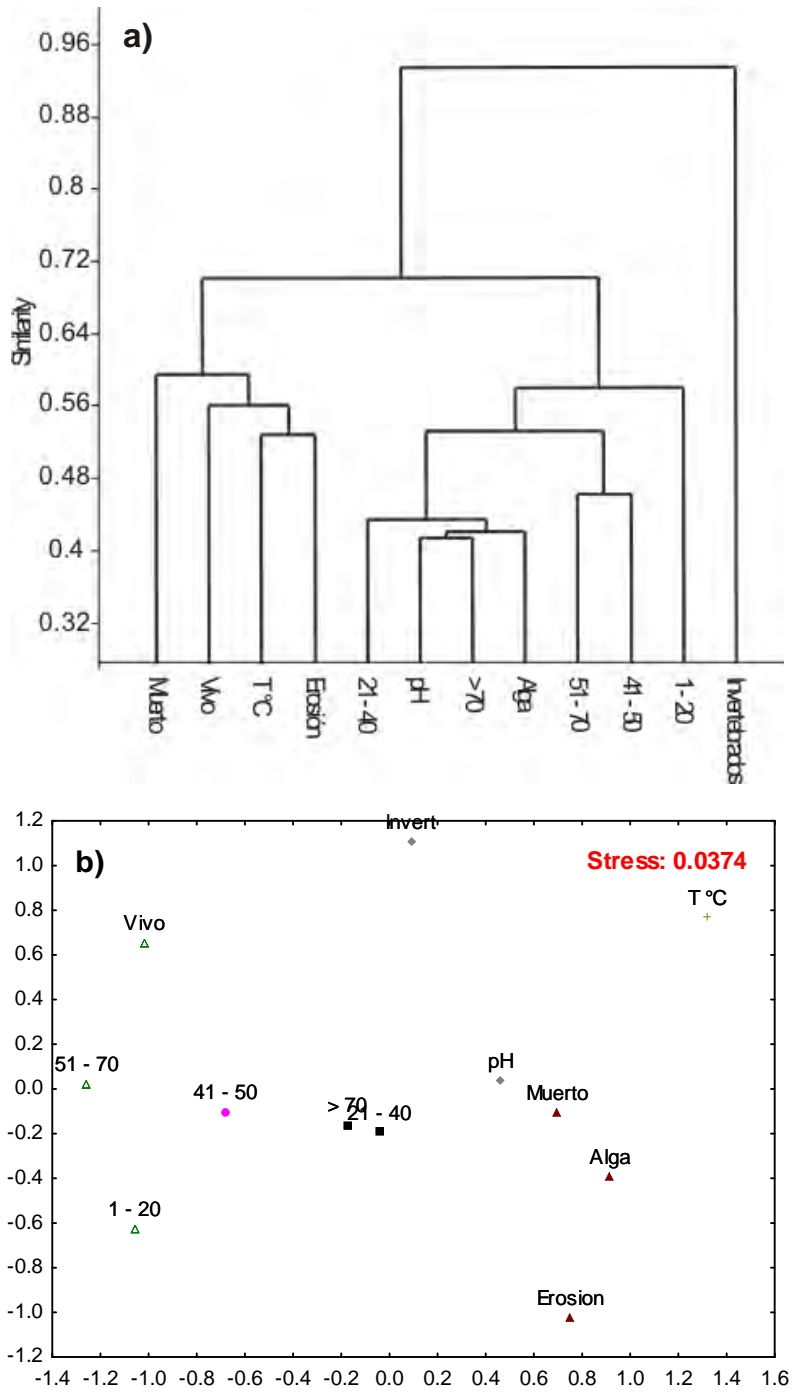 a)
0.96
0.88
0.8
0.72
0.64
0.56
0.48
0.4
0.32
Similarity
Muerto
Vivo
T °C
Erosión
21 - 40
pH
>70
Alga
51 - 70
41 - 50
1 - 20
Invertebrados
b)
Stress: 0.0374
1.2
1.0
0.8
0.6
0.4
0.2
0.0
-0.2
-0.4
-0.6
-0.8
-1.0
-1.2
Invert
T °C
Vivo
51 - 70
41 - 50
> 70
21 - 40
pH
Muerto
Alga
1 - 20
Erosion
-1.4 -1.2 -1.0 -0.8 -0.6 -0.4 -0.2 0.0 0.2 0.4 0.6 0.8 1.0 1.2 1.4 1.6